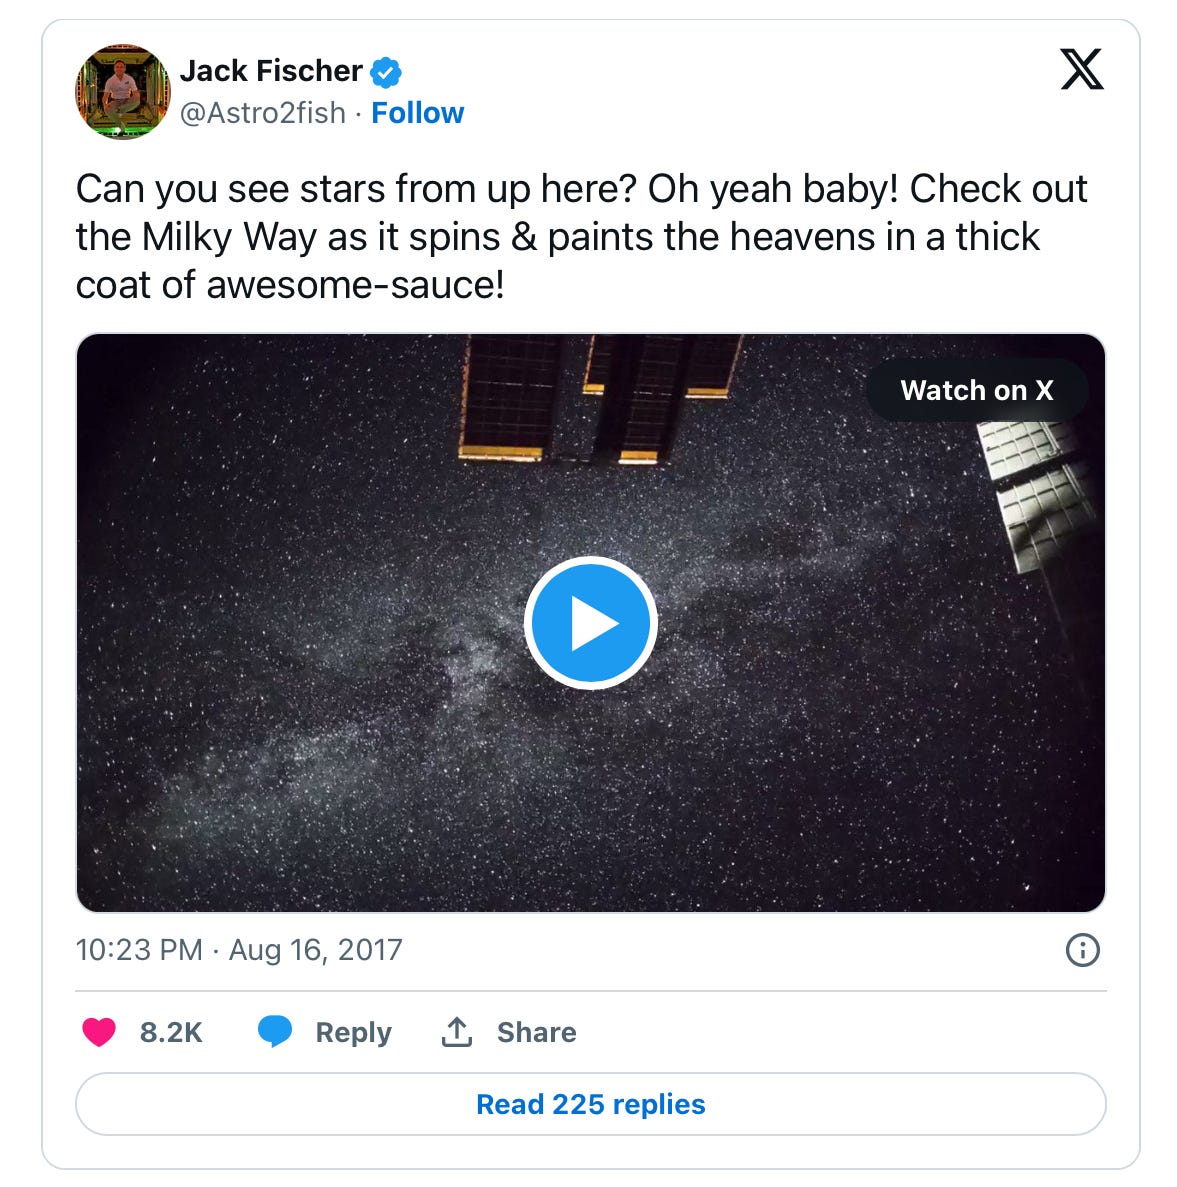 Jack Fischer
@Astro2fish · Follow
Can you see stars from up here? Oh yeah baby! Check out
the Milky Way as it spins & paints the heavens in a thick
coat of awesome-sauce!
Watch on X
10:23 PM · Aug 16, 2017
8.2K Reply Share
Read 225 replies